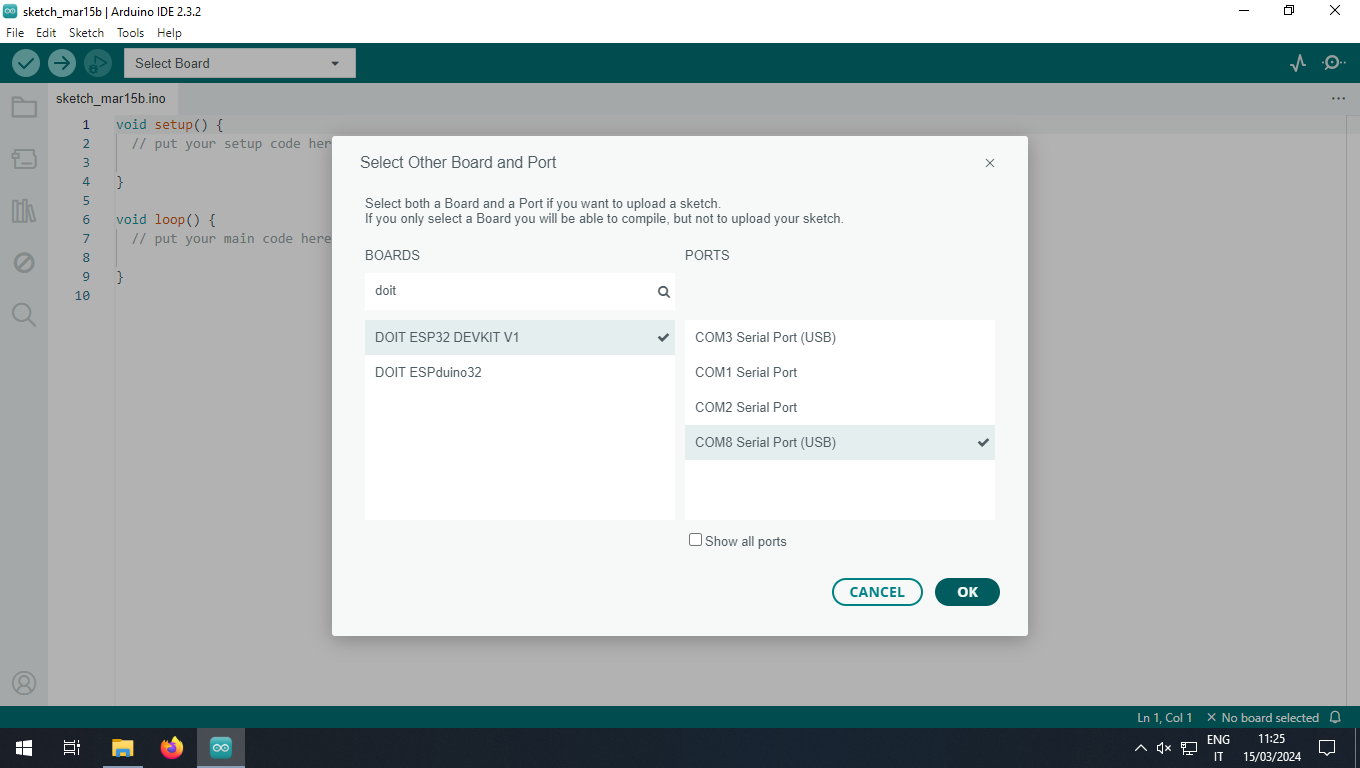 sketch_mar15b | Arduino IDE 2.3.2
File Edit Sketch Tools Help
Select Board
sketch_mar15b.ino
1 void setup() {
2 // put your setup code her
3
4 }
5
6 void loop() {
7 // put your main code here
8
9 }
10
Select Other Board and Port
Select both a Board and a Port if you want to upload a sketch.
If you only select a Board you will be able to compile, but not to upload your sketch.
BOARDS PORTS
doit
DOIT ESP32 DEVKIT V1 COM3 Serial Port (USB)
DOIT ESPduino32 COM1 Serial Port
COM2 Serial Port
COM8 Serial Port (USB)
Show all ports
CANCEL OK
Ln 1, Col 1 No board selected
ENG 11:25
IT 15/03/2024